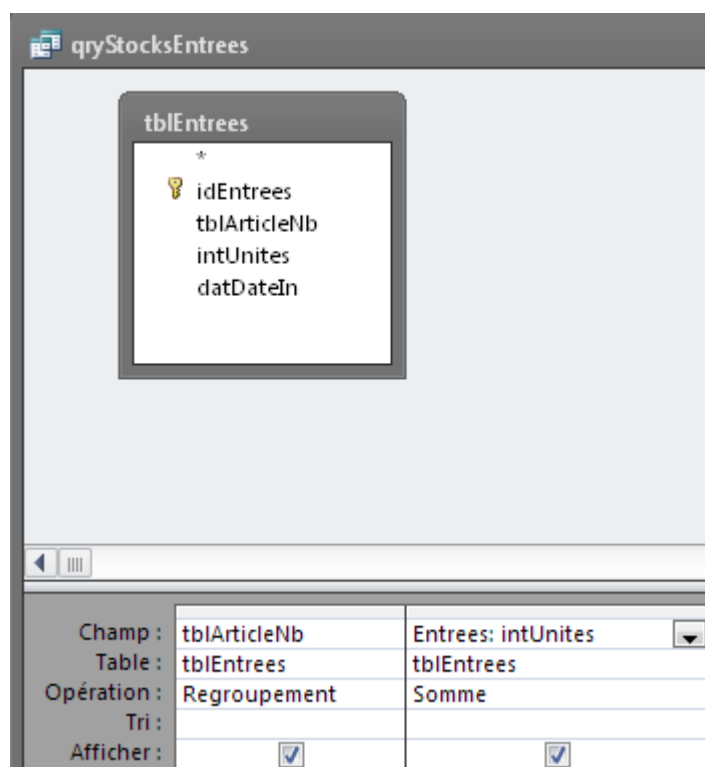 qryStocksEntrees
tblEntrees
*
idEntrees
tblArticleNb
intUnites
datDateIn
Champ : tblArticleNb Entrees: intUnites
Table : tblEntrees tblEntrees
Opération : Regroupement Somme
Tri :
Afficher :